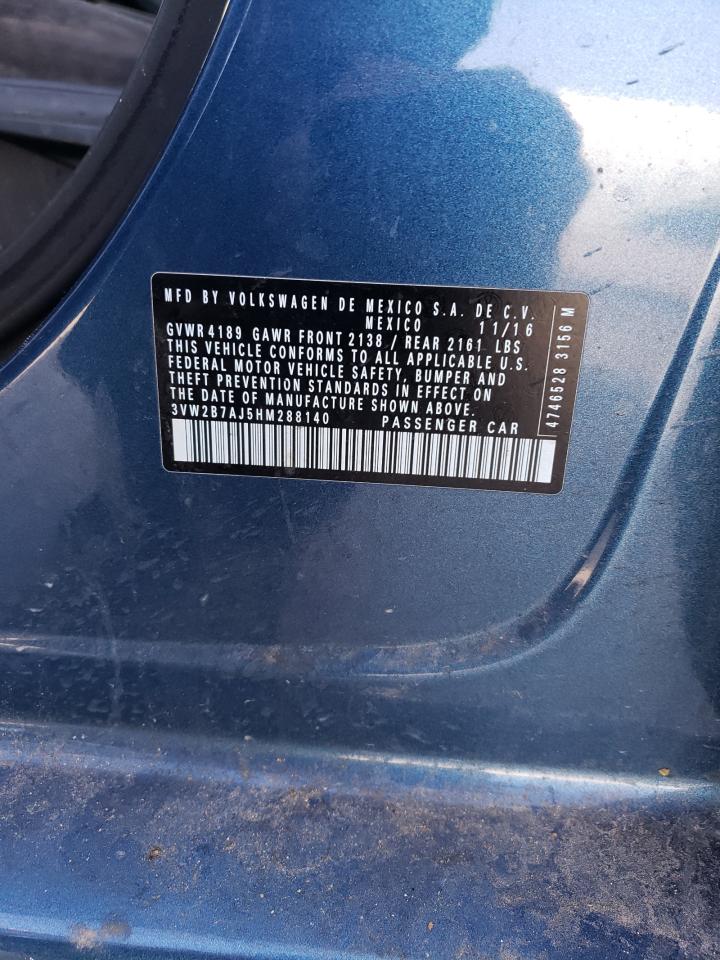 MFD BY VOLKSWAGEN DE MEXICO S.A. DE C.V.
MEXICO 11/16
GVWR 4189 GAWR FRONT 2138 / REAR 2161 LBS
THIS VEHICLE CONFORMS TO ALL APPLICABLE U.S.
FEDERAL MOTOR VEHICLE SAFETY, BUMPER AND
THEFT PREVENTION STANDARDS IN EFFECT ON
THE DATE OF MANUFACTURE SHOWN ABOVE.
3VW2B7AJ5HM288140 PASSENGER CAR
4746528 3156 M